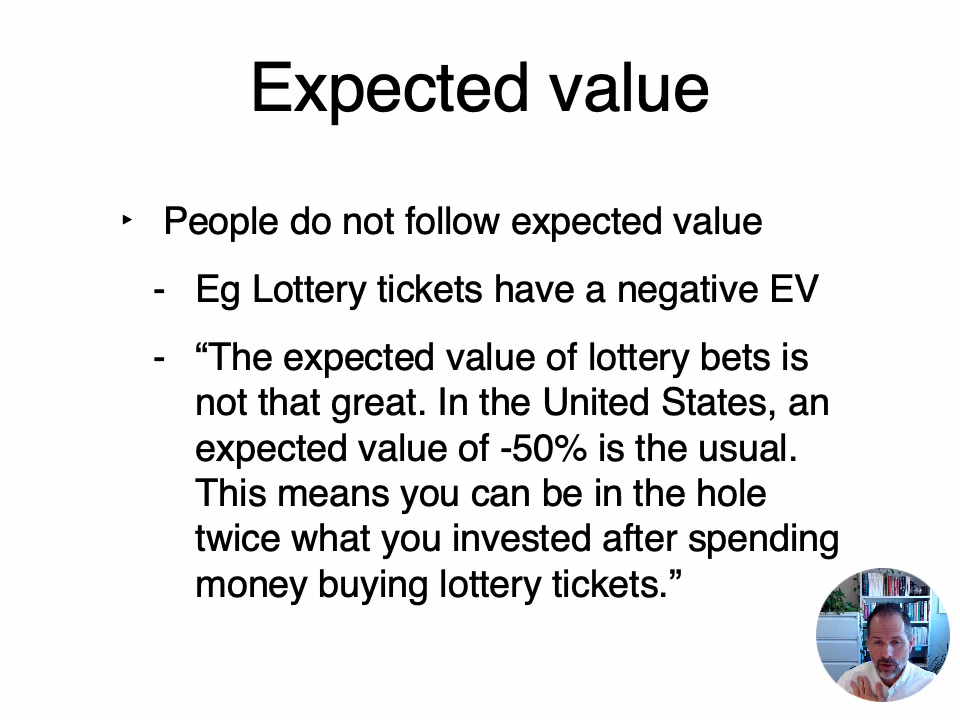 Expected value
‣ People do not follow expected value
- Eg Lottery tickets have a negative EV
- “The expected value of lottery bets is
not that great. In the United States, an
expected value of -50% is the usual.
This means you can be in the hole
twice what you invested after spending
money buying lottery tickets.”